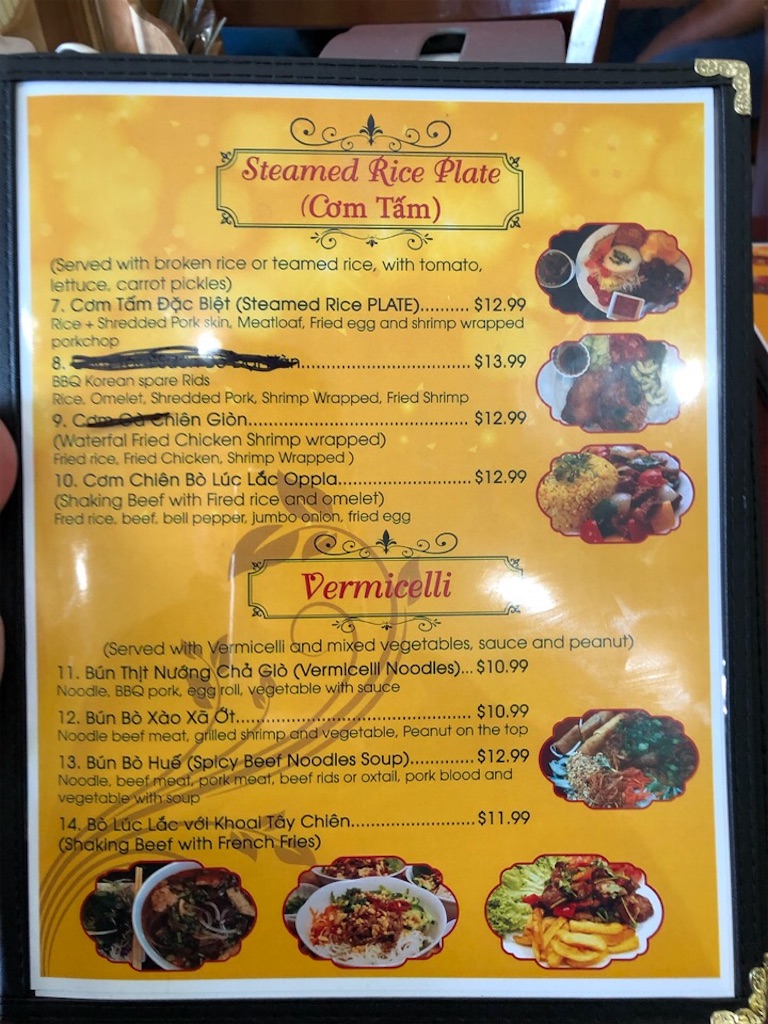 Steamed Rice Plate
(Cơm Tấm)
(Served with broken rice or teamed rice, with tomato,
lettuce, carrot pickles)
7. Cơm Tấm Đặc Biệt (Steamed Rice PLATE).......... $12.99
Rice + Shredded Pork skin, Meatloaf, Fried egg and shrimp wrapped
porkchop
8. ....................................... $13.99
BBQ Korean spare Rids
Rice, Omelet, Shredded Pork, Shrimp Wrapped, Fried Shrimp
9. Cơm Gà Chiên Giòn............................................. $12.99
(Waterfal Fried Chicken Shrimp wrapped)
Fried rice, Fried Chicken, Shrimp Wrapped )
10. Cơm Chiên Bò Lúc Lắc Oppla........................... $12.99
(Shaking Beef with Fired rice and omelet)
Fred rice, beef, bell pepper, jumbo onion, fried egg
Vermicelli
(Served with Vermicelli and mixed vegetables, sauce and peanut)
11. Bún Thịt Nướng Chả Giò (Vermicelli Noodles)... $10.99
Noodle, BBQ pork, egg roll, vegetable with sauce
12. Bún Bò Xào Xã Ớt............................................... $10.99
Noodle beef meat, grilled shrimp and vegetable, Peanut on the top
13. Bún Bò Huế (Spicy Beef Noodles Soup)............. $12.99
Noodle, beef meat, pork meat, beef rids or oxtail, pork blood and
vegetable with soup
14. Bò Lúc Lắc với Khoai Tây Chiên......................... $11.99
(Shaking Beef with French Fries)